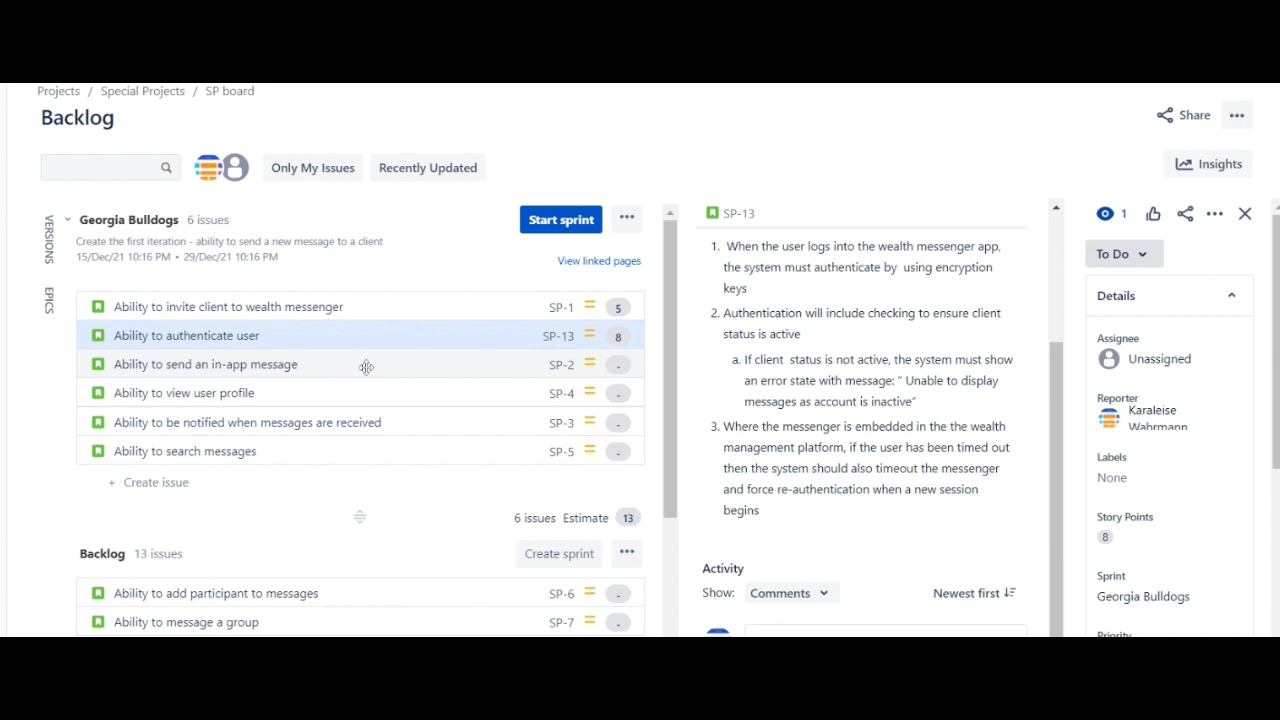 Projects / Special Projects / SP board
Backlog
Share
Only My Issues
Recently Updated
Insights
VERSIONS
EPICS
Georgia Bulldogs 6 issues
Start sprint
Create the first iteration - ability to send a new message to a client
15/Dec/21 10:16 PM • 29/Dec/21 10:16 PM
View linked pages
Ability to invite client to wealth messenger SP-1 5
Ability to authenticate user SP-13 8
Ability to send an in-app message SP-2 -
Ability to view user profile SP-4 -
Ability to be notified when messages are received SP-3 -
Ability to search messages SP-5 -
+ Create issue
6 issues Estimate 13
Backlog 13 issues
Create sprint
Ability to add participant to messages SP-6 -
Ability to message a group SP-7 -
SP-13
1. When the user logs into the wealth messenger app,
the system must authenticate by using encryption
keys
2. Authentication will include checking to ensure client
status is active
a. If client status is not active, the system must show
an error state with message: “ Unable to display
messages as account is inactive”
3. Where the messenger is embedded in the the wealth
management platform, if the user has been timed out
then the system should also timeout the messenger
and force re-authentication when a new session
begins
Activity
Show: Comments
Newest first
1
To Do
Details
Assignee
Unassigned
Reporter
Karaleise
Wahrmann
Labels
None
Story Points
8
Sprint
Georgia Bulldogs
Priority